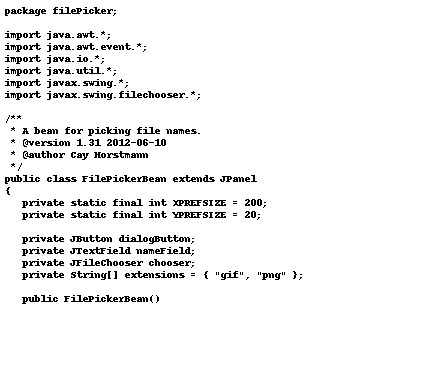 package filePicker;

import java.awt.*;
import java.awt.event.*;
import java.io.*;
import java.util.*;
import javax.swing.*;
import javax.swing.filechooser.*;

/**
 * A bean for picking file names.
 * @version 1.31 2012-06-10
 * @author Cay Horstmann
 */
public class FilePickerBean extends JPanel
{
   private static final int XPREFSIZE = 200;
   private static final int YPREFSIZE = 20;

   private JButton dialogButton;
   private JTextField nameField;
   private JFileChooser chooser;
   private String[] extensions = { "gif", "png" };

   public FilePickerBean()